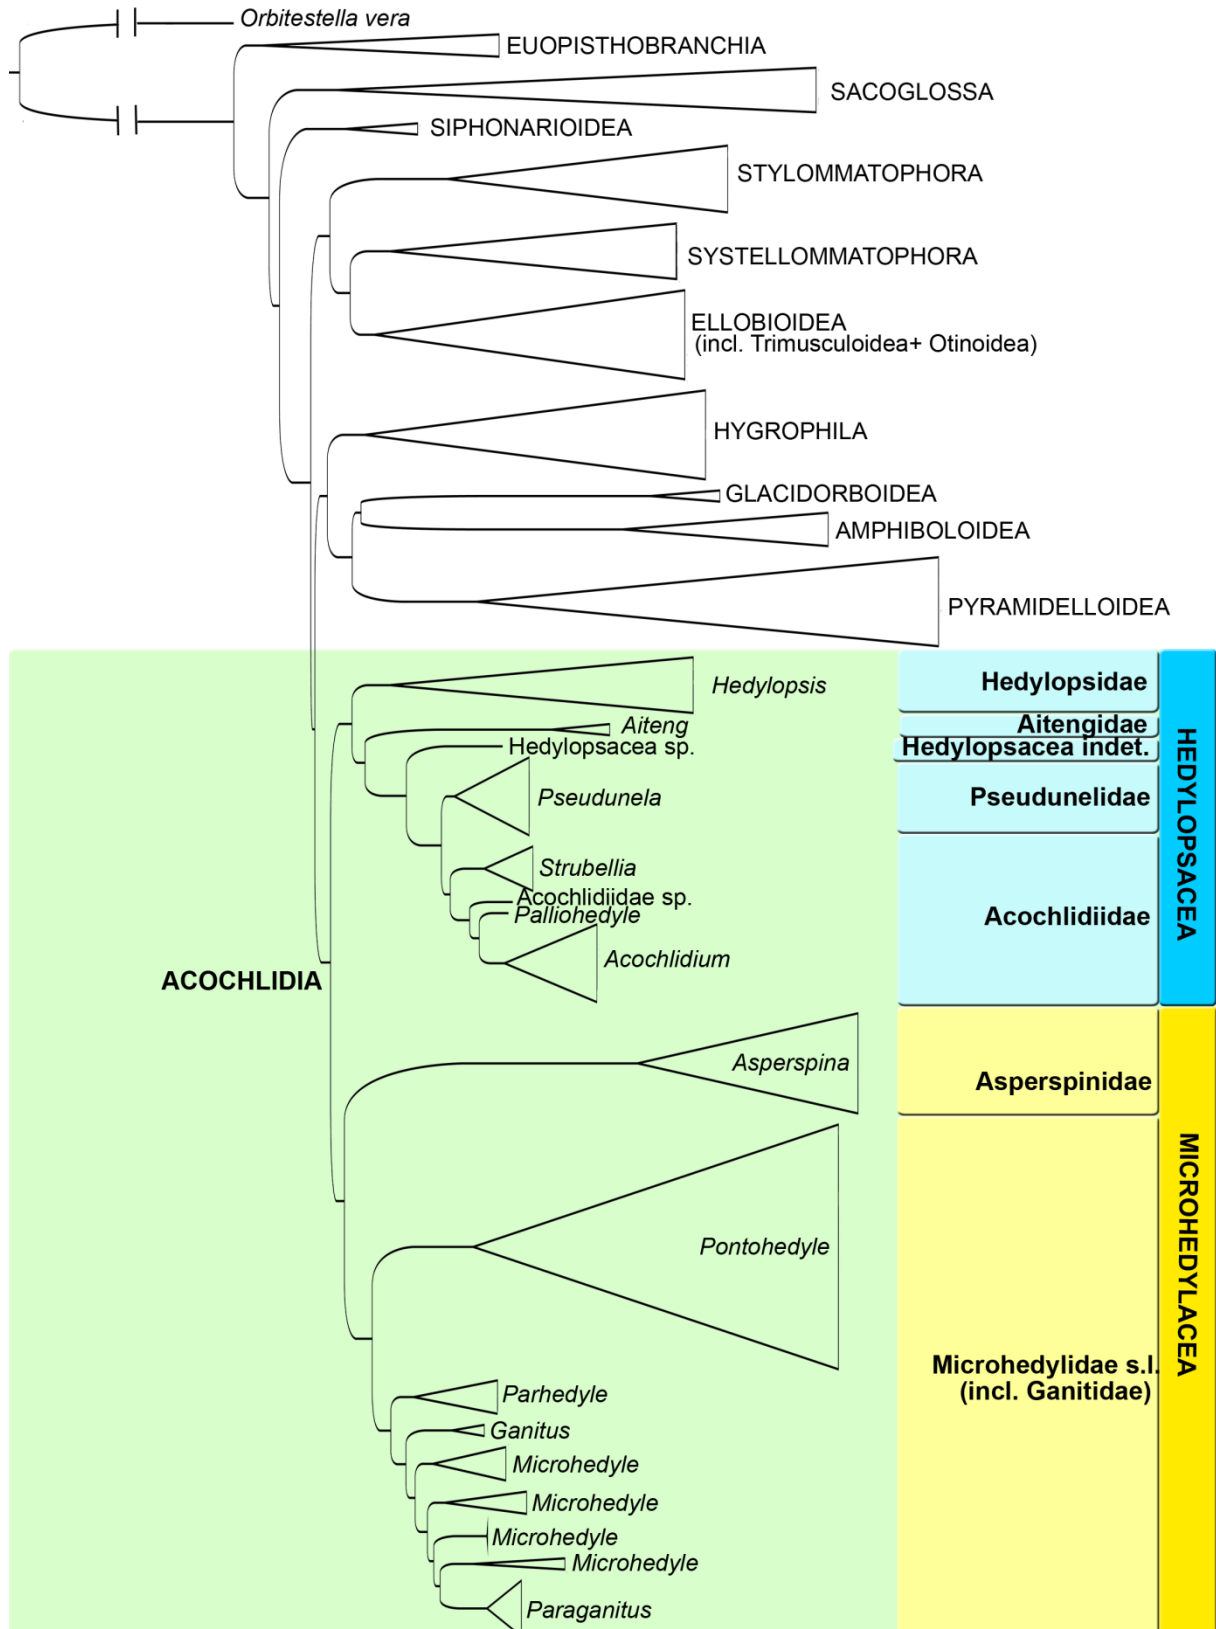 Orbitestella vera
EUOPISTHOBRANCHIA
SACOGLOSSA
SIPHONARIOIDEA
STYLOMMATOPHORA
SYSTELLOMMATOPHORA
ELLOBIOIDEA
(incl. Trimusculoidea+ Otinoidea)
HYGROPHILA
GLACIDORBOIDEA
AMPHIBOLOIDEA
PYRAMIDELLOIDEA
ACOCHLIDIA
Hedylopsis
Aiteng
Hedylopsacea sp.
Pseudunela
Strubellia
Acochlidiidae sp.
Palliohedyle
Acochlidium
Asperspina
Pontohedyle
Parhedyle
Ganitus
Microhedyle
Microhedyle
Microhedyle
Microhedyle
Paraganitus
Hedylopsidae
Aitengidae
Hedylopsacea indet.
Pseudunelidae
Acochlidiidae
Asperspinidae
Microhedylidae s.l.
(incl. Ganitidae)
HEDYLOPSACEA
MICROHEDYLACEA